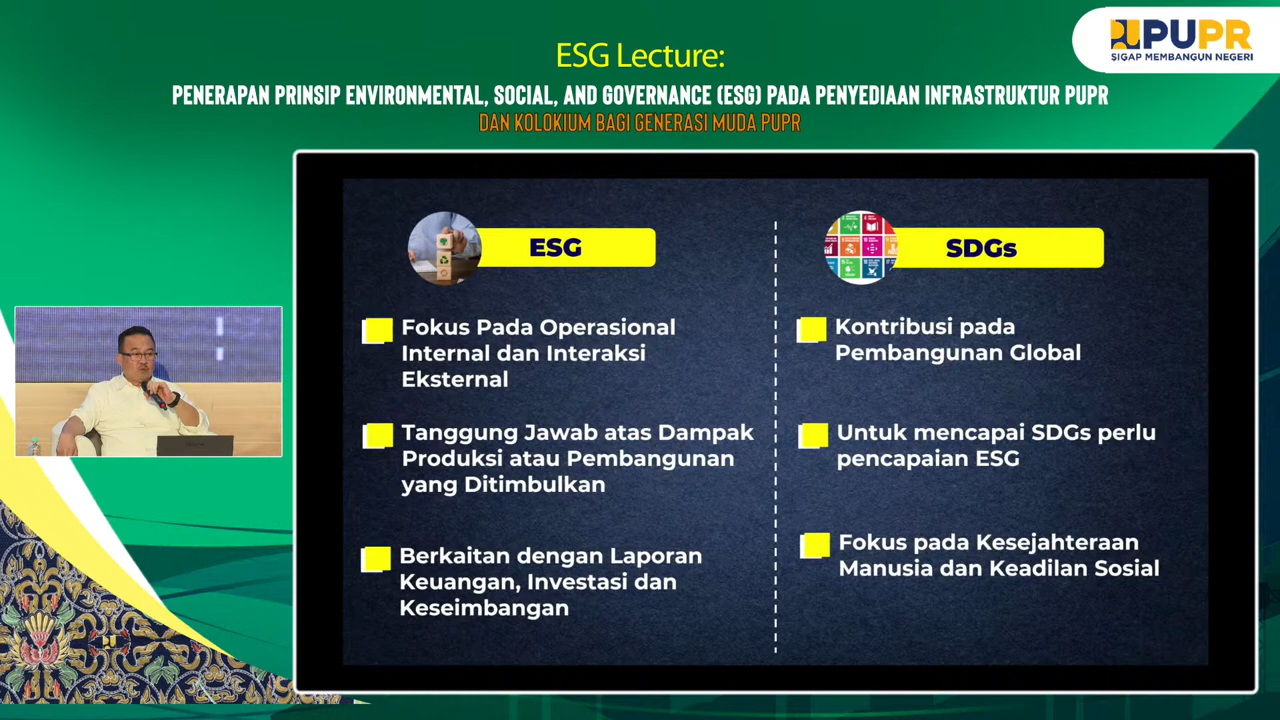 PUPR
SIGAP MEMBANGUN NEGERI
ESG Lecture:
PENERAPAN PRINSIP ENVIRONMENTAL, SOCIAL, AND GOVERNANCE (ESG) PADA PENYEDIAAN INFRASTRUKTUR PUPR
DAN KOLOKIUM BAGI GENERASI MUDA PUPR
ESG
Fokus Pada Operasional
Internal dan Interaksi
Eksternal
Tanggung Jawab atas Dampak
Produksi atau Pembangunan
yang Ditimbulkan
Berkaitan dengan Laporan
Keuangan, Investasi dan
Keseimbangan
SDGs
Kontribusi pada
Pembangunan Global
Untuk mencapai SDGs perlu
pencapaian ESG
Fokus pada Kesejahteraan
Manusia dan Keadilan Sosial